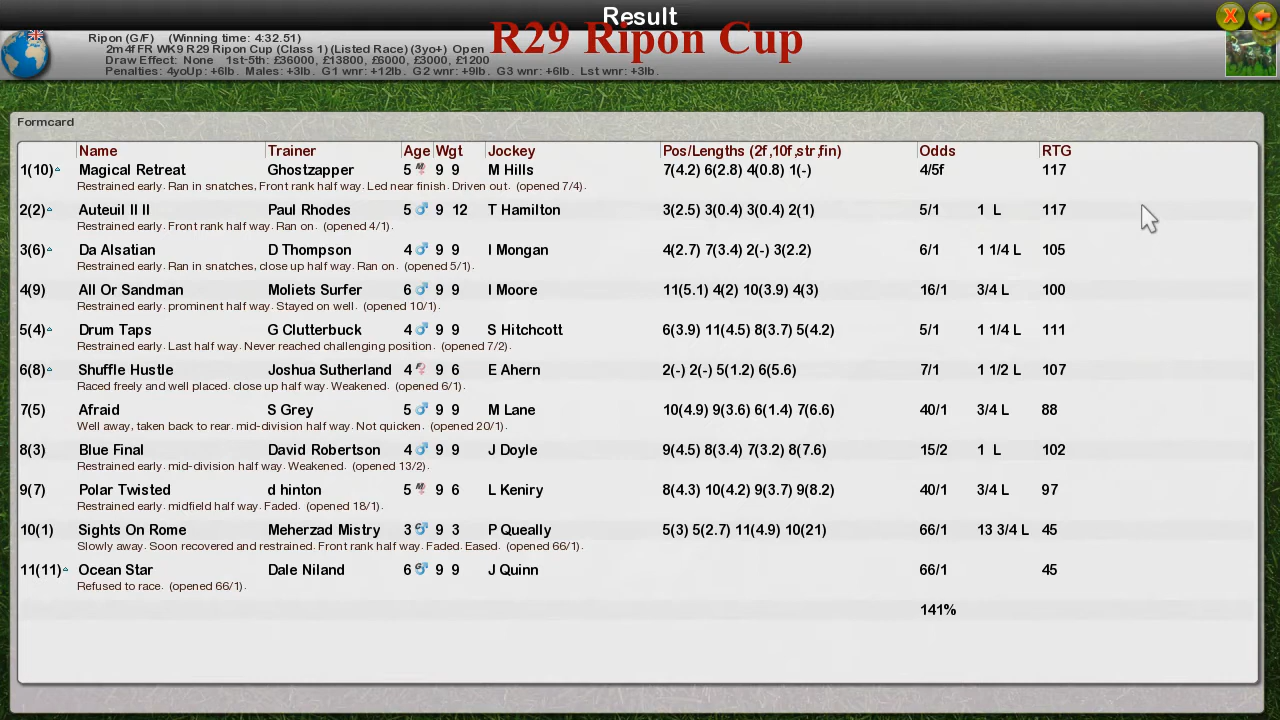 Result
R29 Ripon Cup
Ripon (G/F) (Winning time: 4:32.51)
2m4f FR WK9 R29 Ripon Cup (Class 1) (Listed Race) (3yo+) Open
Draw Effect: None 1st-5th: £36000, £13800, £6000, £3000, £1200
Penalties: 4yoUp: +6lb. Males: +3lb. G1 wnr: +12lb. G2 wnr: +9lb. G3 wnr: +6lb. Lst wnr: +3lb.
Formcard
Name Trainer Age Wgt Jockey Pos/Lengths (2f,10f,str,fin) Odds RTG
1(10) Magical Retreat Ghostzapper 5 9 9 M Hills 7(4.2) 6(2.8) 4(0.8) 1(-) 4/5f 117
Restrained early. Ran in snatches, Front rank half way. Led near finish. Driven out. (opened 7/4).
2(2) Auteuil II II Paul Rhodes 5 9 12 T Hamilton 3(2.5) 3(0.4) 3(0.4) 2(1) 5/1 1 L 117
Restrained early. Front rank half way. Ran on. (opened 4/1).
3(6) Da Alsatian D Thompson 4 9 9 I Mongan 4(2.7) 7(3.4) 2(-) 3(2.2) 6/1 1 1/4 L 105
Restrained early. Ran in snatches, close up half way. Ran on. (opened 5/1).
4(9) All Or Sandman Moliets Surfer 6 9 9 I Moore 11(5.1) 4(2) 10(3.9) 4(3) 16/1 3/4 L 100
Restrained early. prominent half way. Stayed on well. (opened 10/1).
5(4) Drum Taps G Clutterbuck 4 9 9 S Hitchcott 6(3.9) 11(4.5) 8(3.7) 5(4.2) 5/1 1 1/4 L 111
Restrained early. Last half way. Never reached challenging position. (opened 7/2).
6(8) Shuffle Hustle Joshua Sutherland 4 9 6 E Ahern 2(-) 2(-) 5(1.2) 6(5.6) 7/1 1 1/2 L 107
Raced freely and well placed. close up half way. Weakened. (opened 6/1).
7(5) Afraid S Grey 5 9 9 M Lane 10(4.9) 9(3.6) 6(1.4) 7(6.6) 40/1 3/4 L 88
Well away, taken back to rear. mid-division half way. Not quicken. (opened 20/1).
8(3) Blue Final David Robertson 4 9 9 J Doyle 9(4.5) 8(3.4) 7(3.2) 8(7.6) 15/2 1 L 102
Restrained early. mid-division half way. Weakened. (opened 13/2).
9(7) Polar Twisted d hinton 5 9 6 L Keniry 8(4.3) 10(4.2) 9(3.7) 9(8.2) 40/1 3/4 L 97
Restrained early. midfield half way. Faded. (opened 18/1).
10(1) Sights On Rome Meherzad Mistry 3 9 3 P Queally 5(3) 5(2.7) 11(4.9) 10(21) 66/1 13 3/4 L 45
Slowly away. Soon recovered and restrained. Front rank half way. Faded. Eased. (opened 66/1).
11(11) Ocean Star Dale Niland 6 9 9 J Quinn 66/1 45
Refused to race. (opened 66/1).
141%